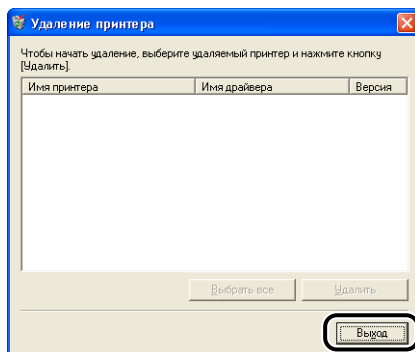 Удаление принтера
Чтобы начать удаление, выберите удаляемый принтер и нажмите кнопку
[Удалить].
Имя принтера Имя драйвера Версия
Выбрать все Удалить
Выход